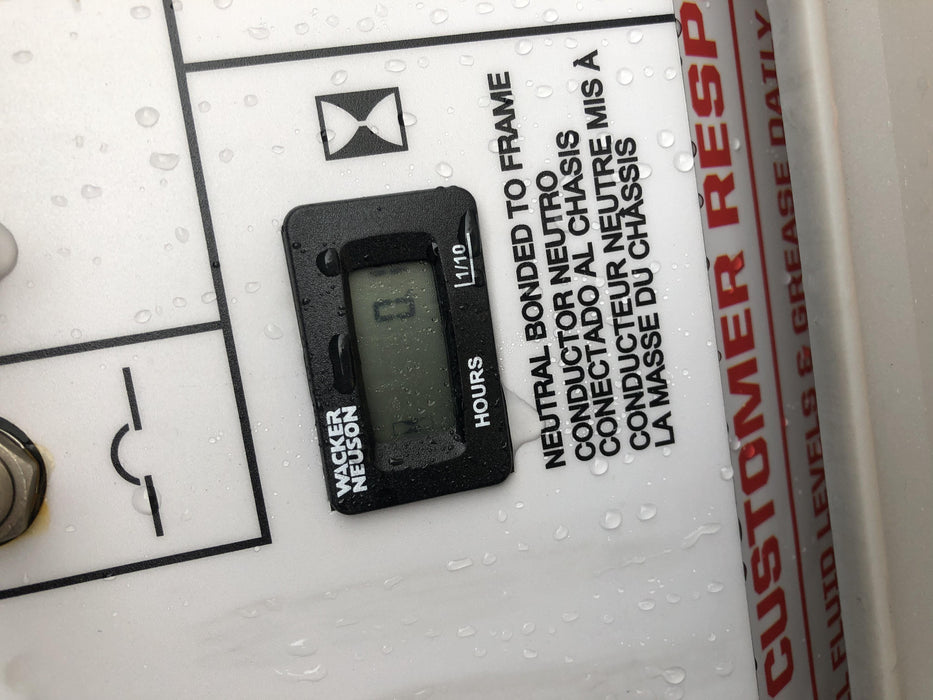 WACKER
NEUSON
0
HOURS
1/10
NEUTRAL BONDED TO FRAME
CONDUCTOR NEUTRO
CONECTADO AL CHASIS
CONDUCTEUR NEUTRE MIS À
LA MASSE DU CHÂSSIS
CUSTOMER RESP
FLUID LEVELS & GREASE DAILY